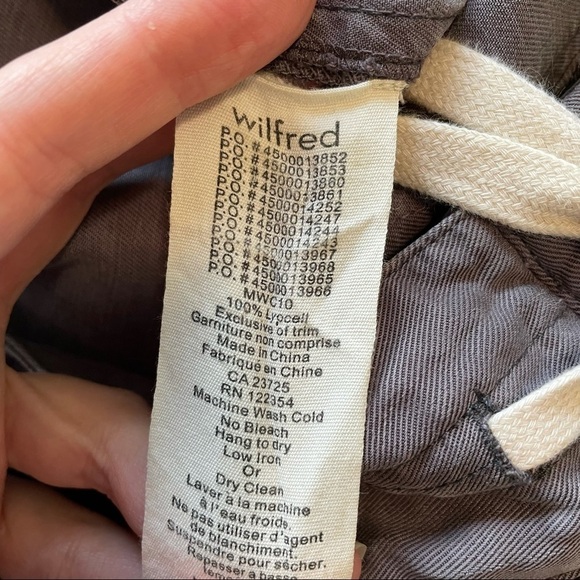 wilfred
P.O. # 4500013852
P.O. # 4500013853
P.O. # 4500013860
P.O. # 4500013861
P.O. # 4500014252
P.O. # 4500014247
P.O. # 4500014244
P.O. # 4500014243
P.O. # 4500013967
P.O. # 4500013968
P.O. # 4500013965
P.O. # 4500013966
MWC10
100% Lyocell
Exclusive of trim
Garniture non comprise
Made in China
Fabriqué en Chine
CA 23725
RN 122354
Machine Wash Cold
No Bleach
Hang to dry
Low Iron
Or
Dry Clean
Laver à la machine
à l'eau froide.
Ne pas utiliser d'agent
de blanchiment.
Suspendre pour sécher.
Repasser à basse